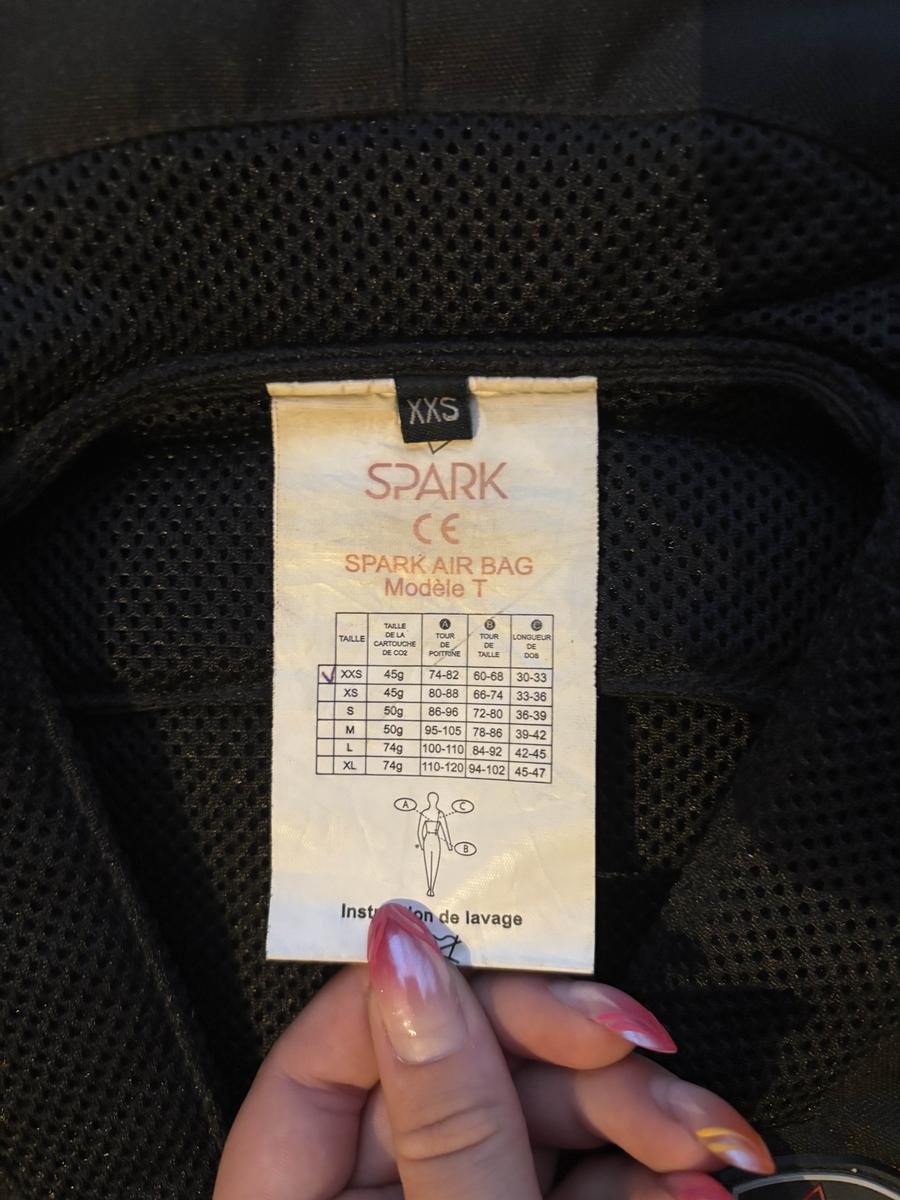 XXS
SPARK
CE
SPARK AIR BAG
Modèle T
TAILLE TAILLE DE LA CARTOUCHE DE CO2 A TOUR DE POITRINE B TOUR DE TAILLE C LONGUEUR DE DOS
XXS 45g 74-82 60-68 30-33
XS 45g 80-88 66-74 33-36
S 50g 86-96 72-80 36-39
M 50g 95-105 78-86 39-42
L 74g 100-110 84-92 42-45
XL 74g 110-120 94-102 45-47
A C
B
de lavage